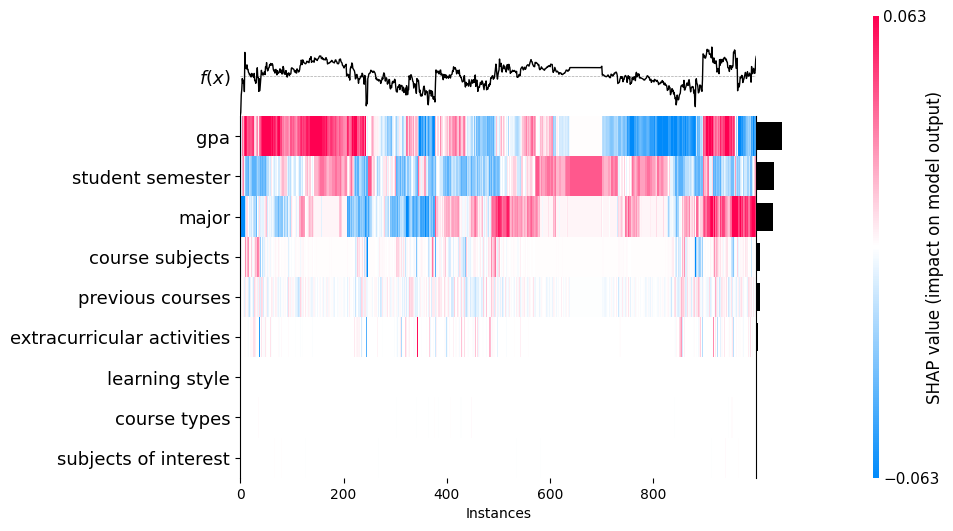 0.063
f(x)
gpa
student semester
major
course subjects
previous courses
extracurricular activities
learning style
course types
subjects of interest
0 200 400 600 800
Instances
SHAP value (impact on model output)
−0.063